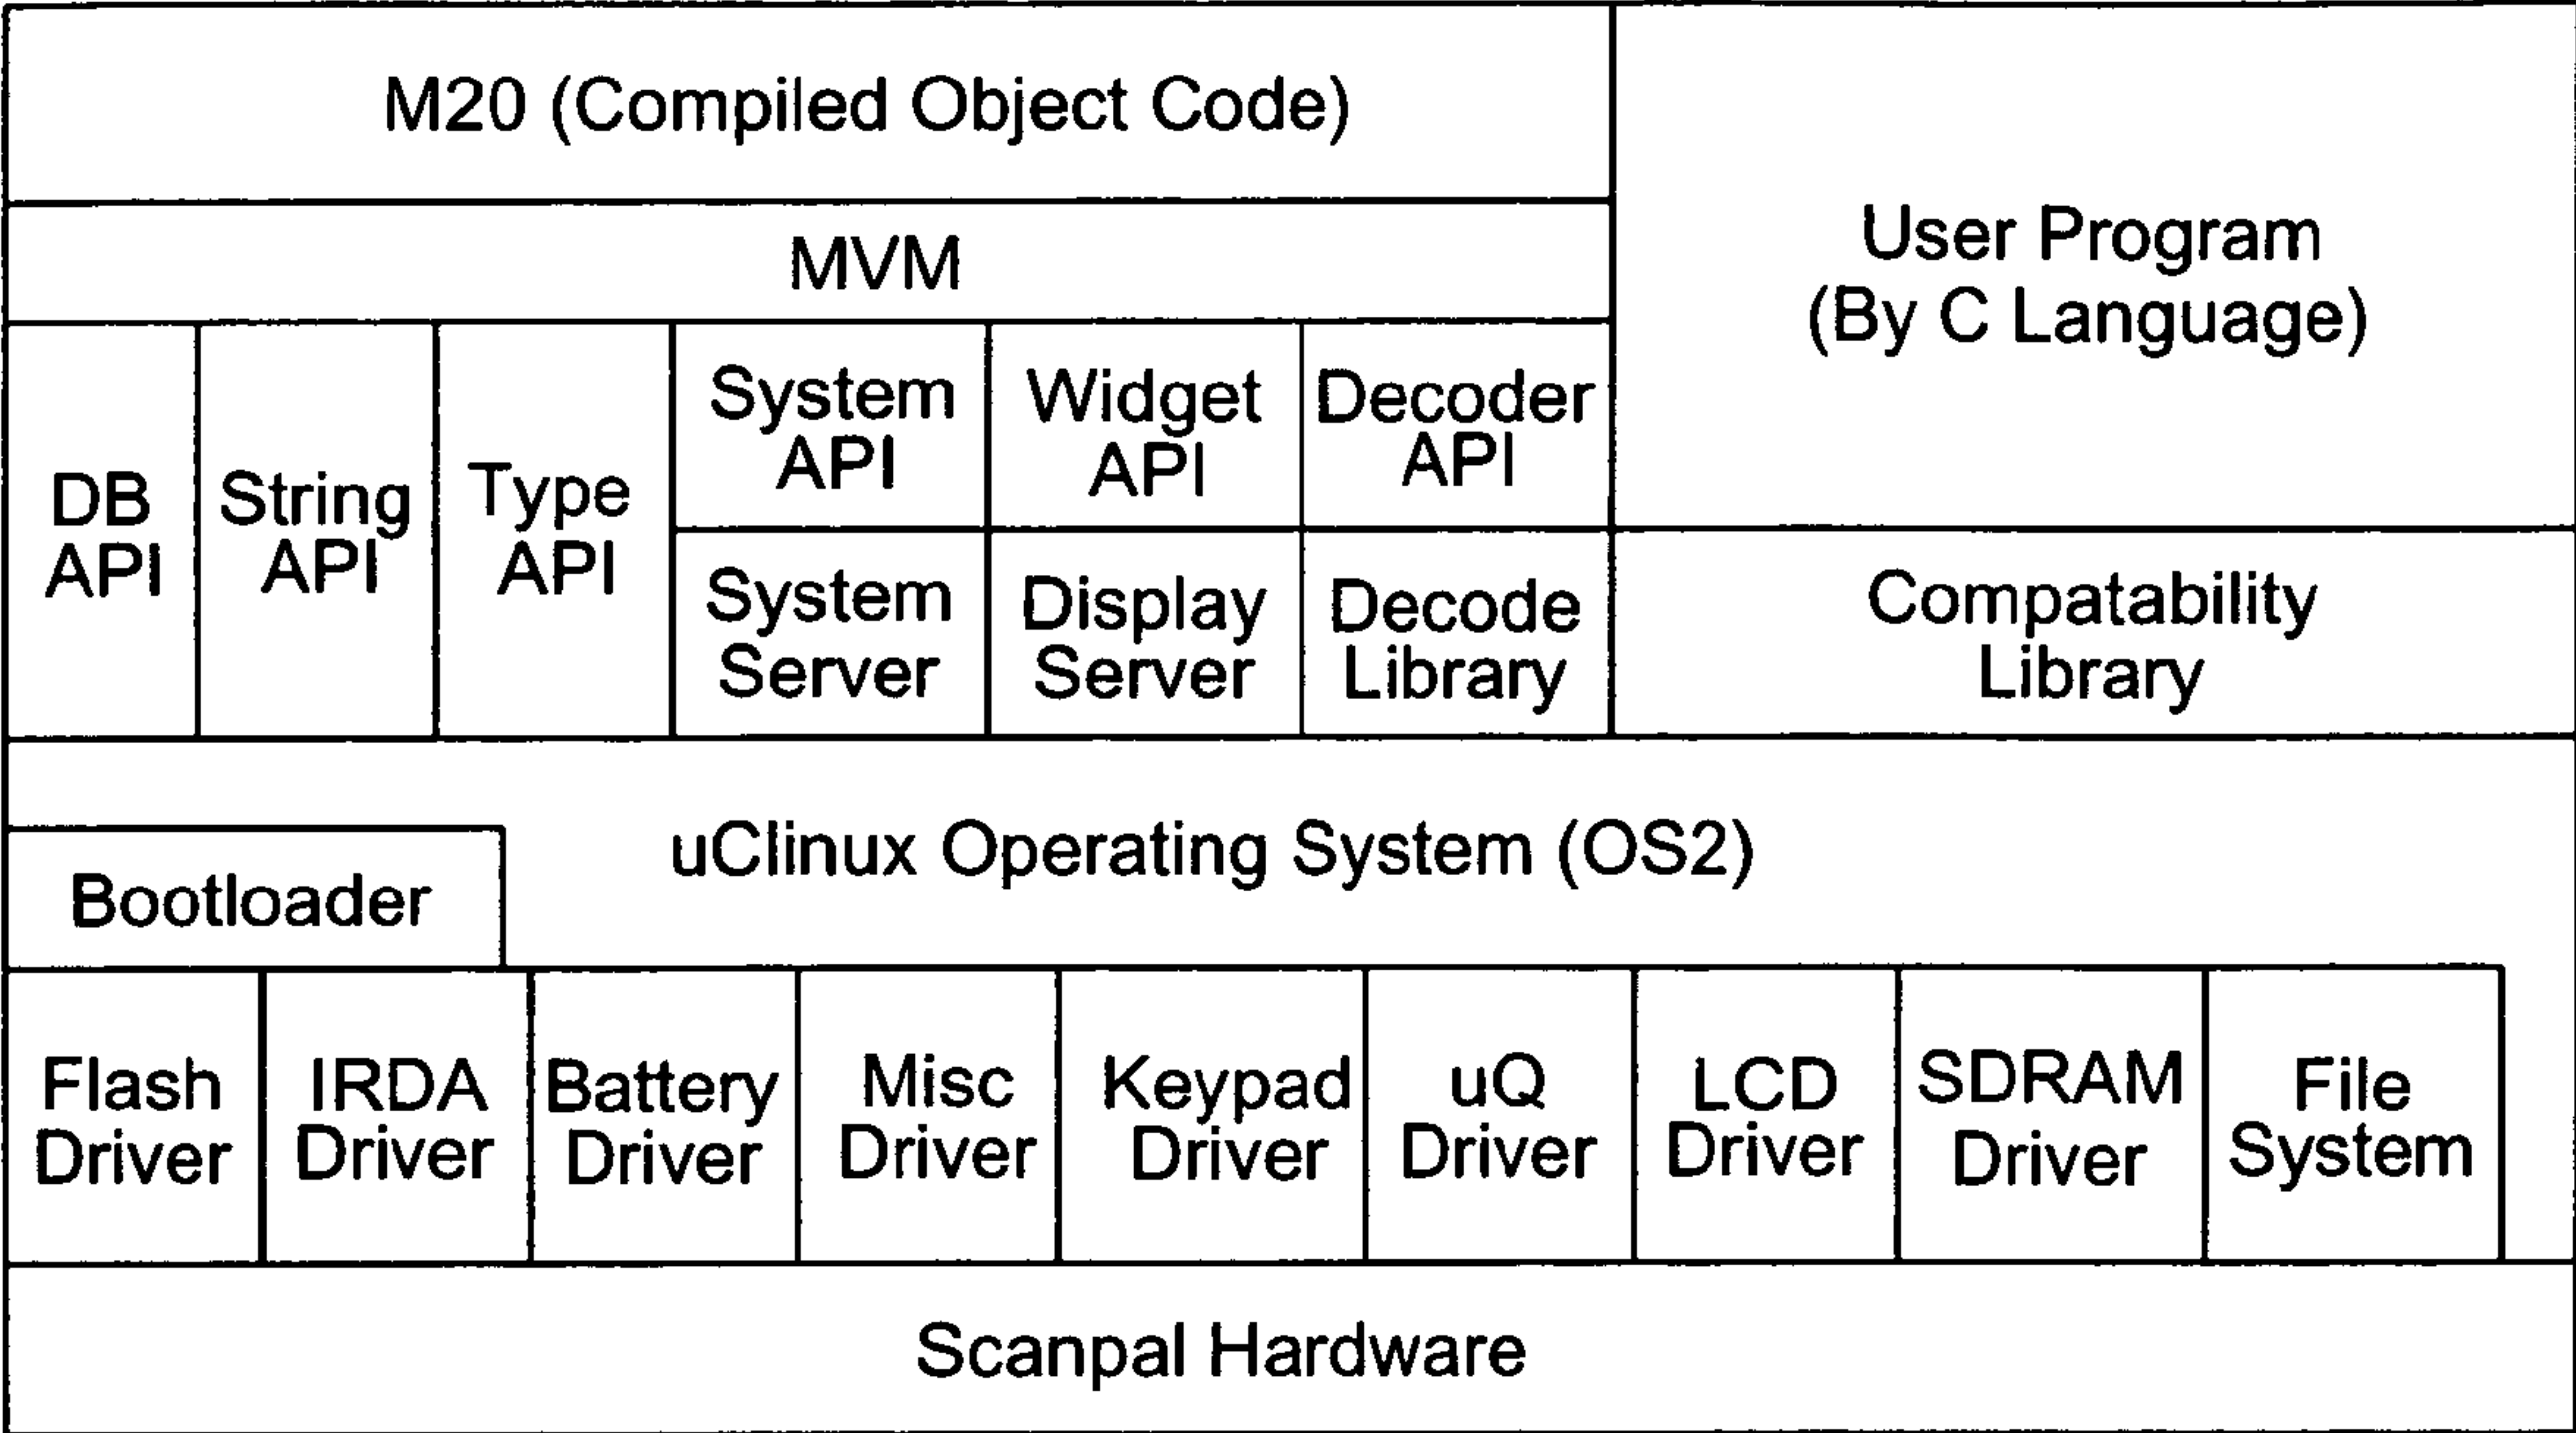 M20 (Compiled Object Code)
MVM
User Program
(By C Language)
DB
API
String
API
Type
API
System
API
Widget
API
Decoder
API
System
Server
Display
Server
Decode
Library
Compatability
Library
uClinux Operating System (OS2)
Bootloader
Flash
Driver
IRDA
Driver
Battery
Driver
Misc
Driver
Keypad
Driver
uQ
Driver
LCD
Driver
SDRAM
Driver
File
System
Scanpal Hardware